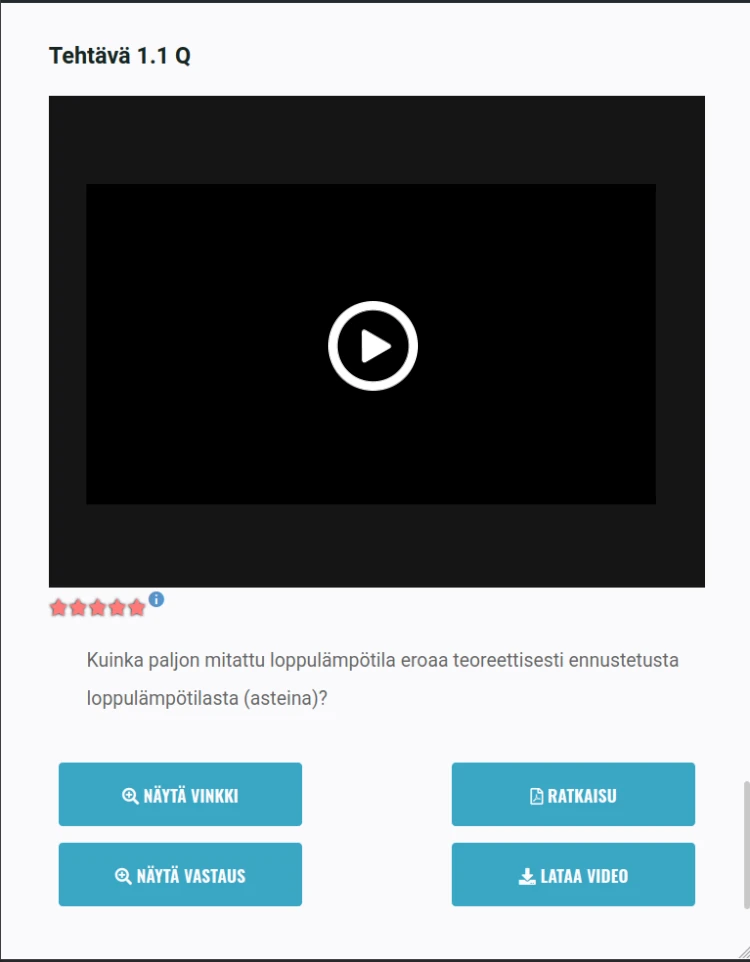 Tehtävä 1.1 Q
Kuinka paljon mitattu loppulämpötila eroaa teoreettisesti ennustetusta
loppulämpötilasta (asteina)?
NÄYTÄ VINKKI
RATKAISU
NÄYTÄ VASTAUS
LATAA VIDEO